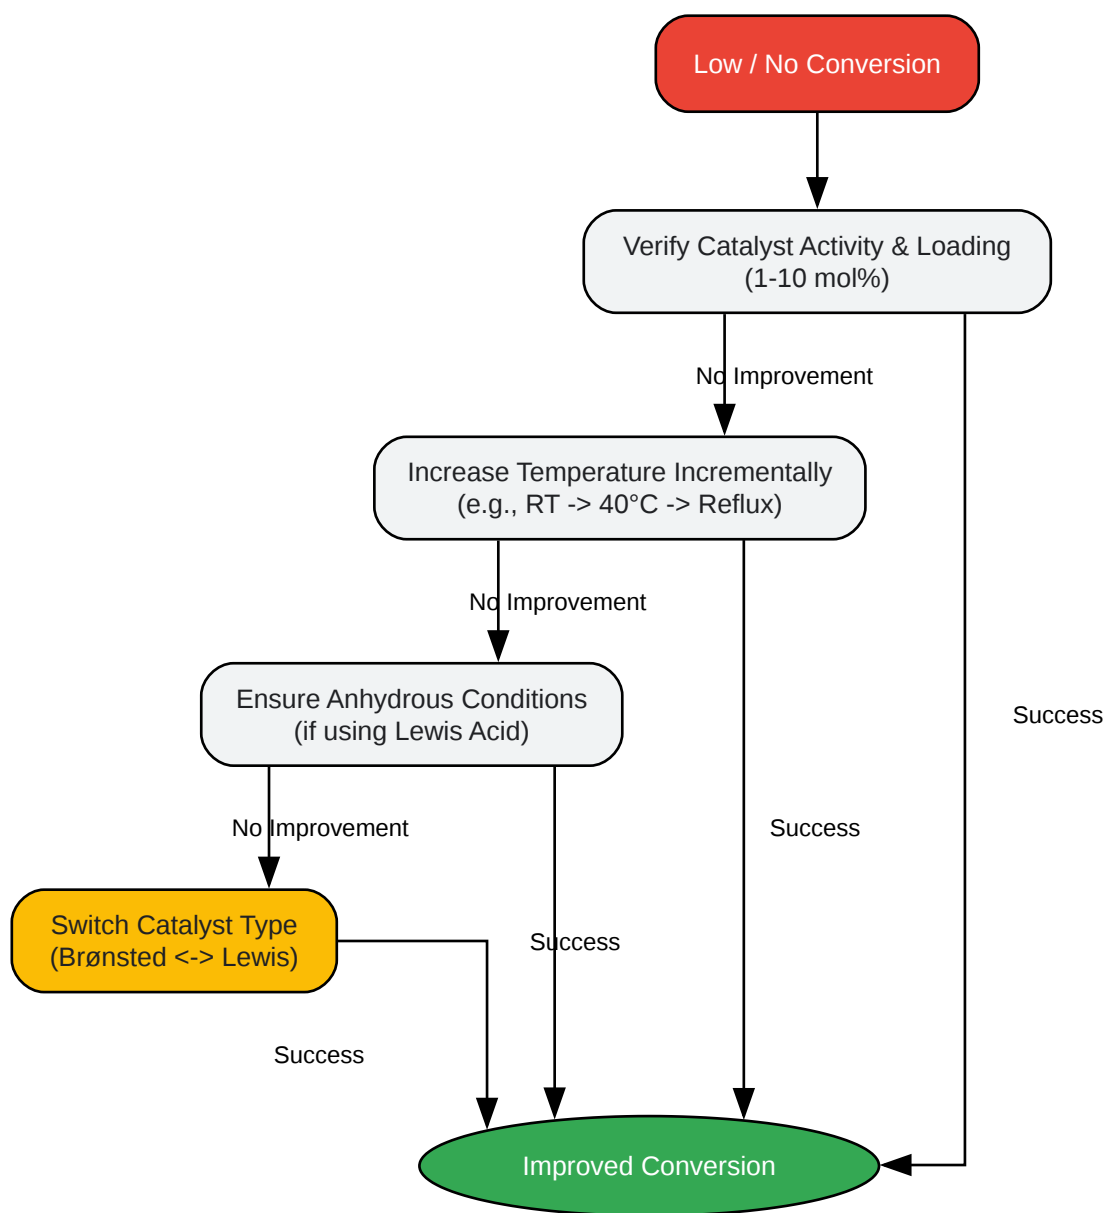 Low / No Conversion
Verify Catalyst Activity & Loading
(1-10 mol%)
No Improvement
Increase Temperature Incrementally
(e.g., RT -> 40°C -> Reflux)
No Improvement
Ensure Anhydrous Conditions
(if using Lewis Acid)
Success
No Improvement
Success
Switch Catalyst Type
(Brønsted <-> Lewis)
Success
Success
Improved Conversion